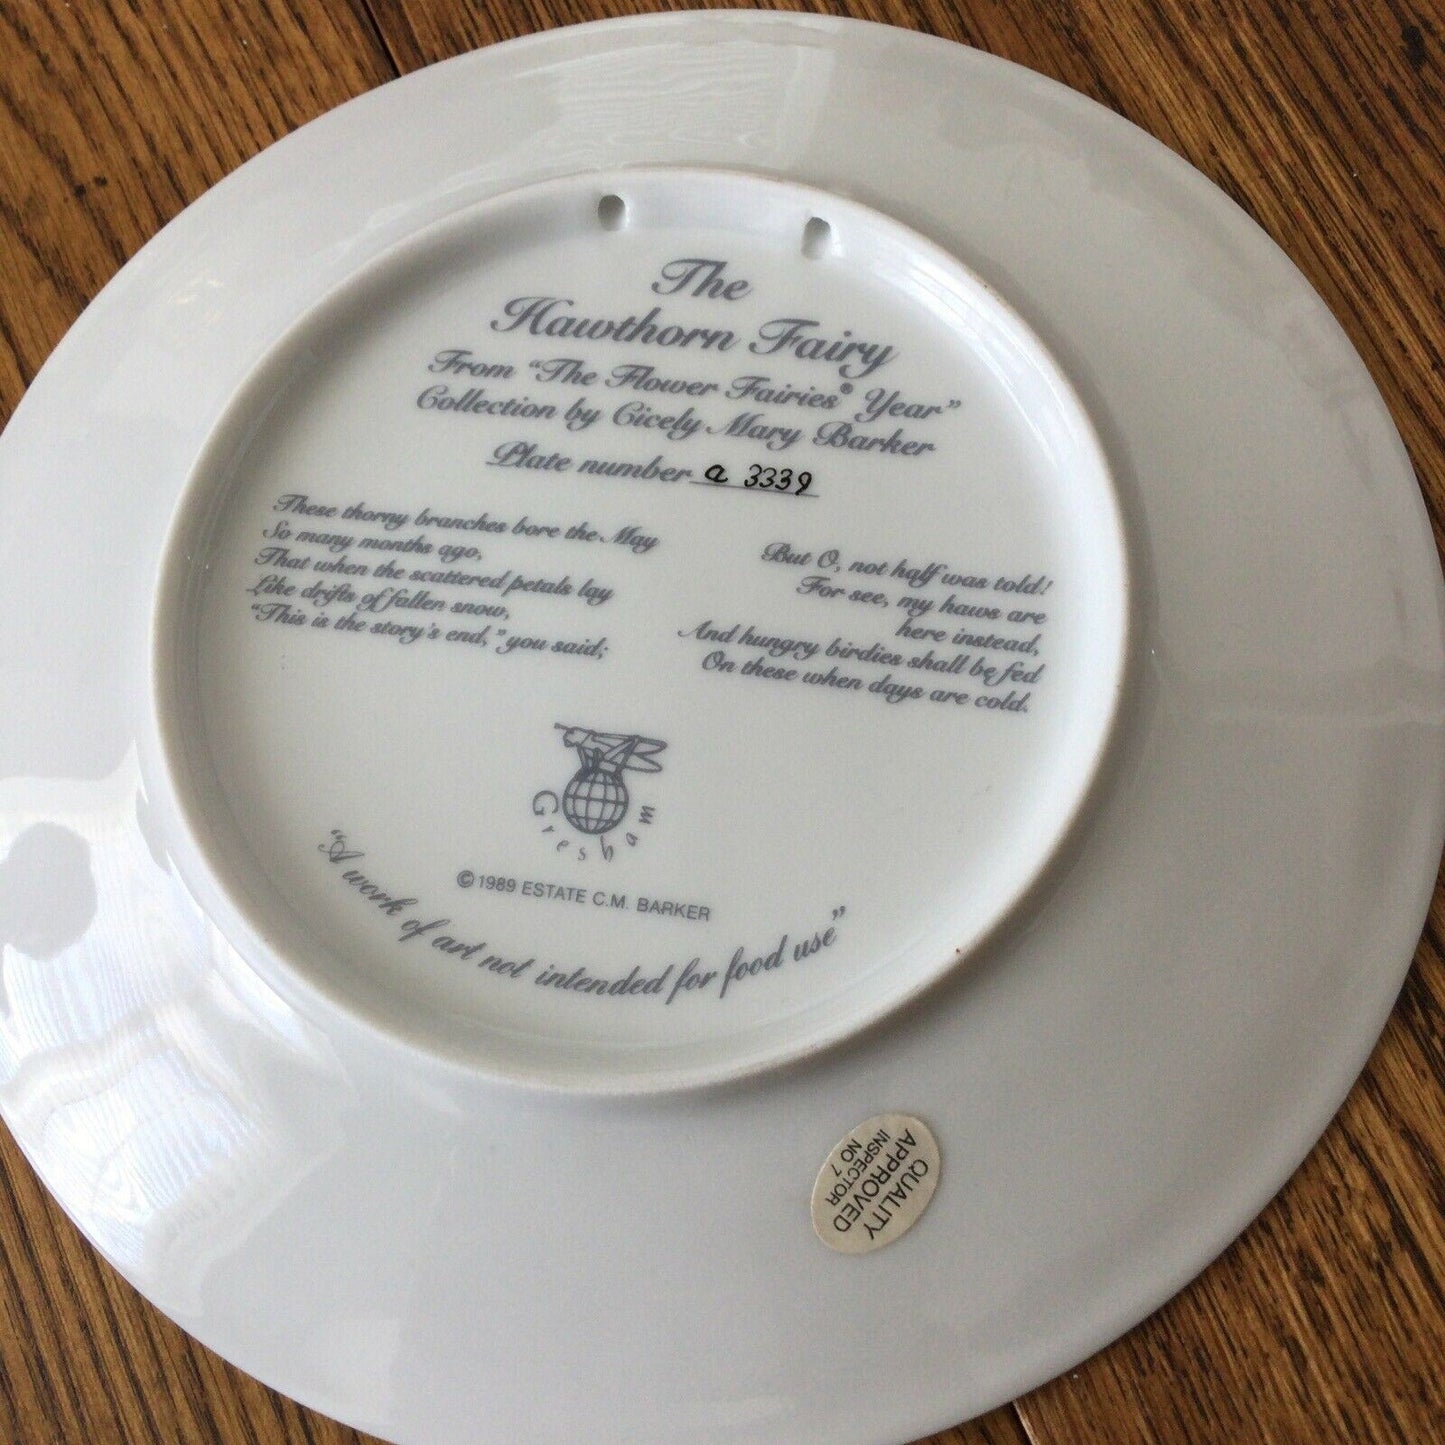 The
Hawthorn Fairy
From “The Flower Fairies® Year”
Collection by Cicely Mary Barker
Plate number a 3339
These thorny branches bore the May
So many months ago,
That when the scattered petals lay
Like drifts of fallen snow,
“This is the story's end,” you said;
But O, not half was told!
For see, my haws are
here instead,
And hungry birdies shall be fed
On these when days are cold.
Gresham
© 1989 ESTATE C.M. BARKER
“A work of art not intended for food use”
QUALITY
APPROVED
INSPECTOR
NO 7